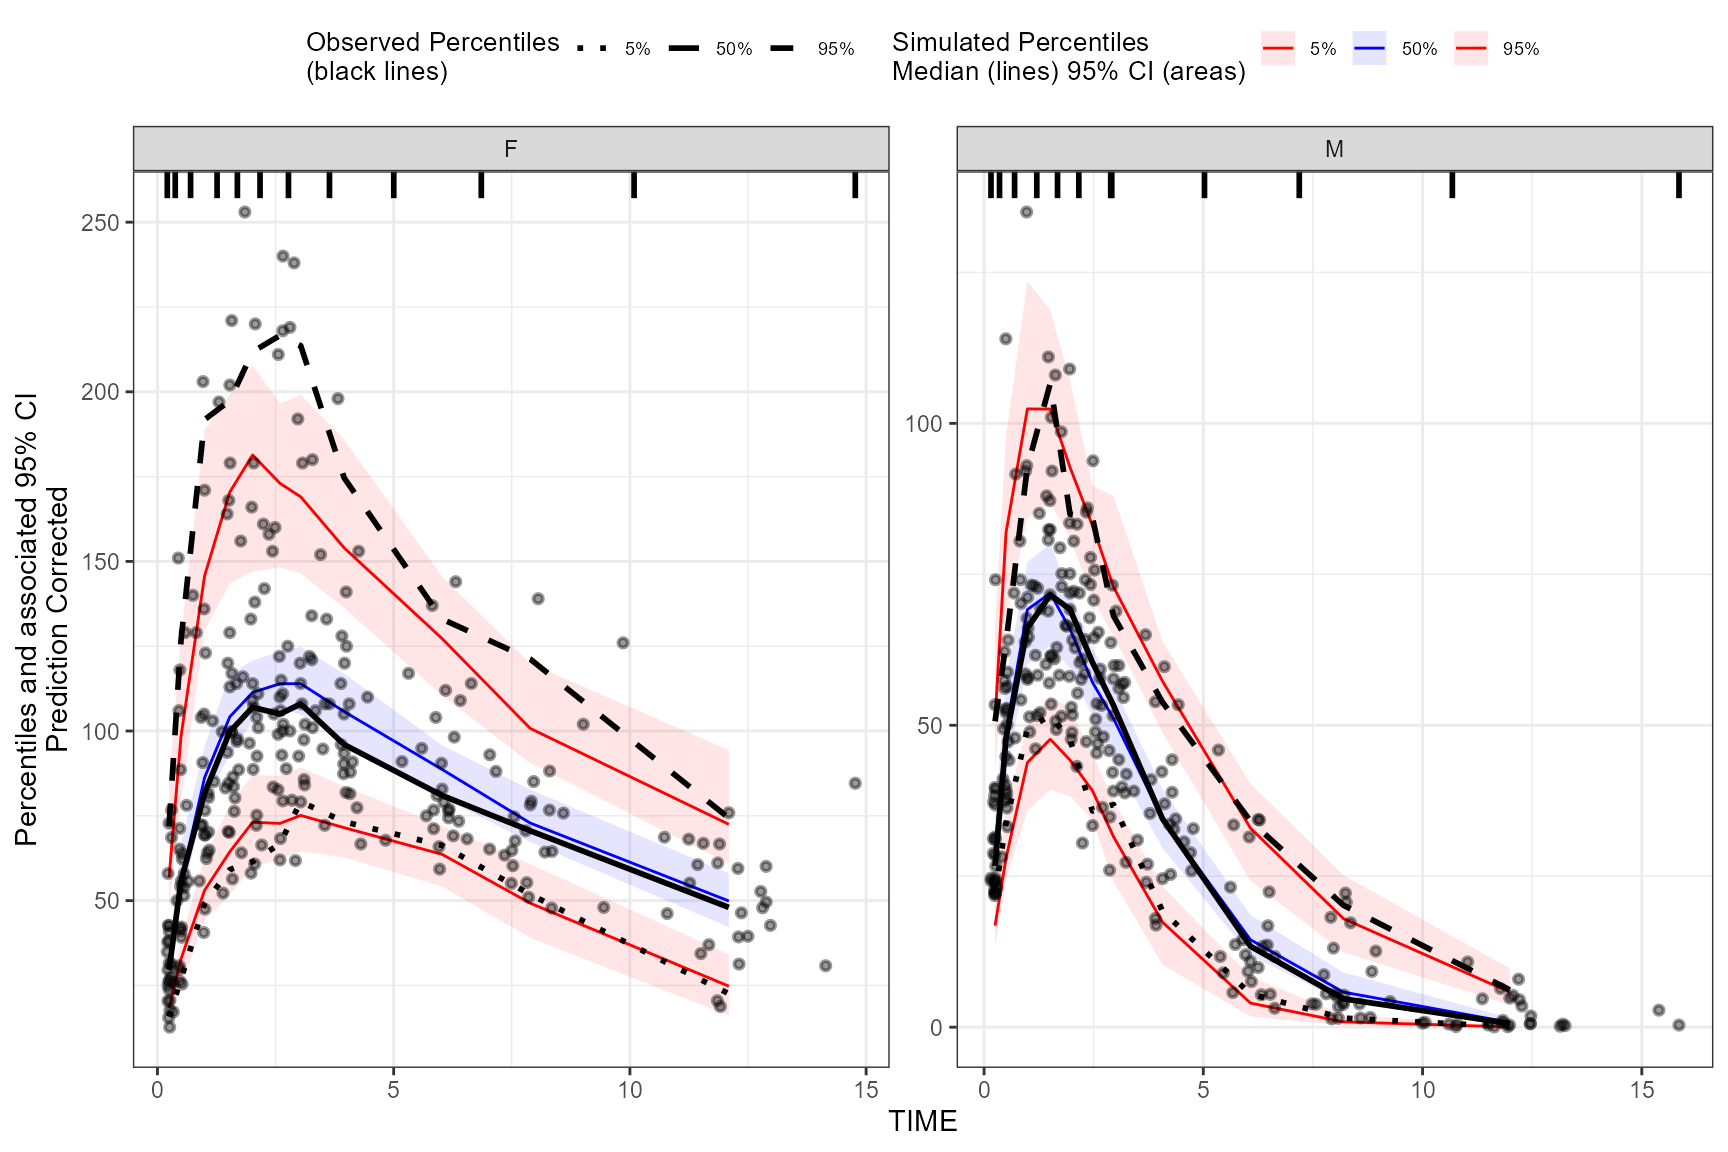 Observed Percentiles
(black lines)
5%
50%
95%
Simulated Percentiles
Median (lines) 95% CI (areas)
5%
50%
95%
F
M
Percentiles and associated 95% CI
Prediction Corrected
250
200
150
100
50
100
50
0
0
5
10
15
0
5
10
15
TIME